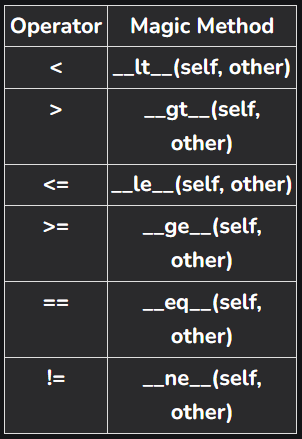 Operator Magic Method
< __lt__(self, other)
> __gt__(self,
other)
<= __le__(self, other)
>= __ge__(self,
other)
== __eq__(self,
other)
!= __ne__(self,
other)